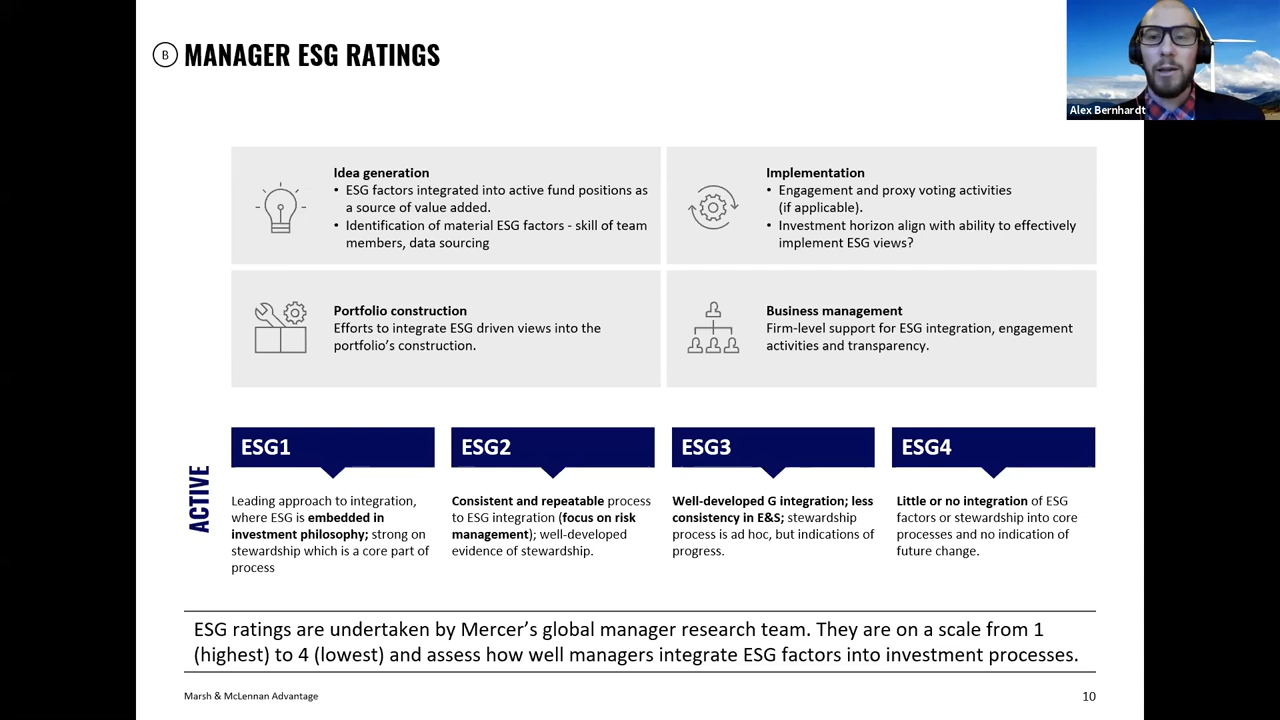 B
MANAGER ESG RATINGS
Alex Bernhardt
Idea generation
• ESG factors integrated into active fund positions as
a source of value added.
• Identification of material ESG factors - skill of team
members, data sourcing
Implementation
• Engagement and proxy voting activities
(if applicable).
• Investment horizon align with ability to effectively
implement ESG views?
Portfolio construction
Efforts to integrate ESG driven views into the
portfolio's construction.
Business management
Firm-level support for ESG integration, engagement
activities and transparency.
ACTIVE
ESG1
Leading approach to integration,
where ESG is embedded in
investment philosophy; strong on
stewardship which is a core part of
process
ESG2
Consistent and repeatable process
to ESG integration (focus on risk
management); well-developed
evidence of stewardship.
ESG3
Well-developed G integration; less
consistency in E&S; stewardship
process is ad hoc, but indications of
progress.
ESG4
Little or no integration of ESG
factors or stewardship into core
processes and no indication of
future change.
ESG ratings are undertaken by Mercer's global manager research team. They are on a scale from 1
(highest) to 4 (lowest) and assess how well managers integrate ESG factors into investment processes.
Marsh & McLennan Advantage
10